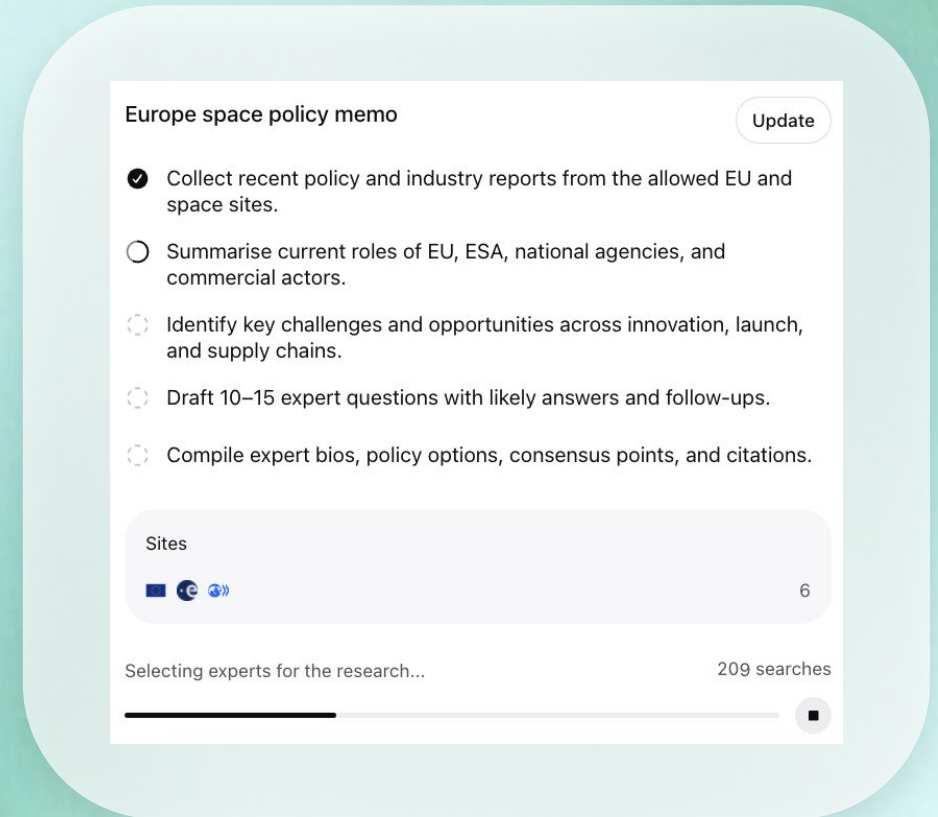 Europe space policy memo
Update
Collect recent policy and industry reports from the allowed EU and
space sites.
Summarise current roles of EU, ESA, national agencies, and
commercial actors.
Identify key challenges and opportunities across innovation, launch,
and supply chains.
Draft 10–15 expert questions with likely answers and follow-ups.
Compile expert bios, policy options, consensus points, and citations.
Sites
6
Selecting experts for the research...
209 searches